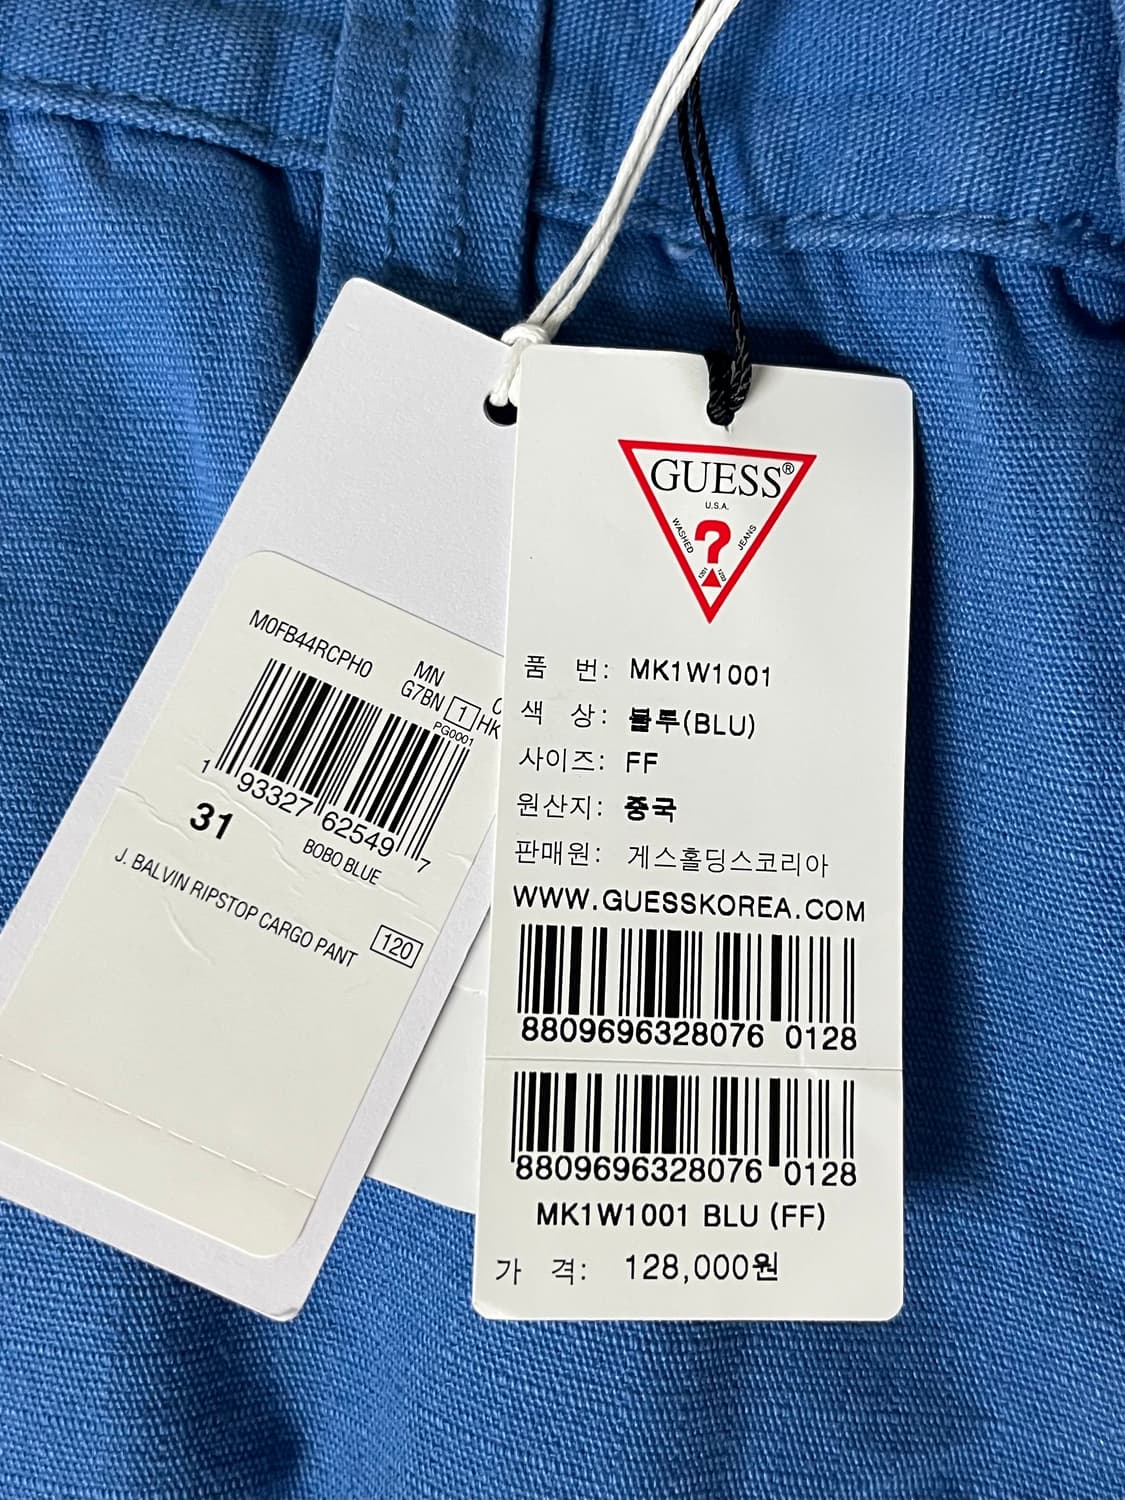 M0FB44RCPH0 MN
G7BN 1 HK
PG0001
1 93327 62549 7
31 BOBO BLUE
J. BALVIN RIPSTOP CARGO PANT 120
GUESS®
U.S.A.
WASHED ? JEANS
1201 1203
품 번: MK1W1001
색 상: 블루(BLU)
사이즈: FF
원산지: 중국
판매원: 게스홀딩스코리아
WWW.GUESSKOREA.COM
8809696328076 0128
8809696328076 0128
MK1W1001 BLU (FF)
가 격: 128,000원